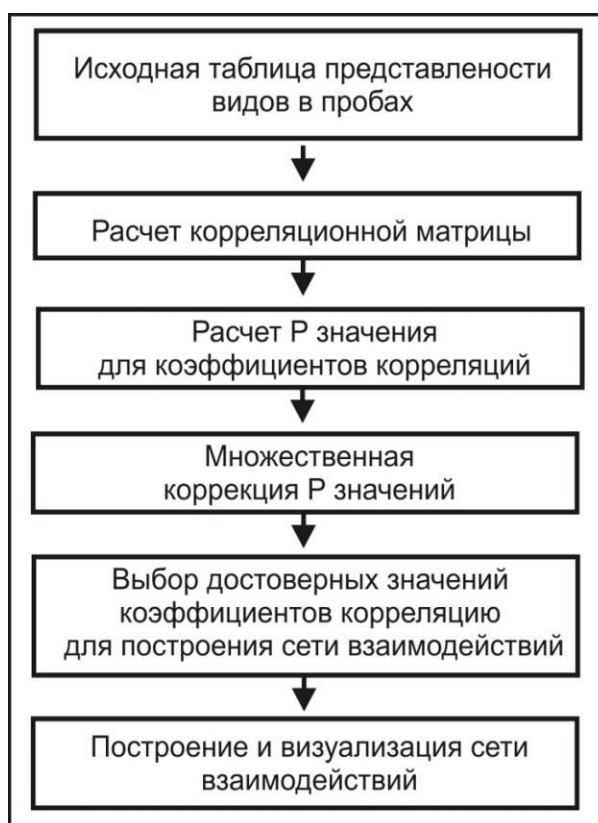 Исходная таблица представлености
видов в пробах
Расчет корреляционной матрицы
Расчет P значения
для коэффициентов корреляций
Множественная
коррекция P значений
Выбор достоверных значений
коэффициентов корреляцию
для построения сети взаимодействий
Построение и визуализация сети
взаимодействий